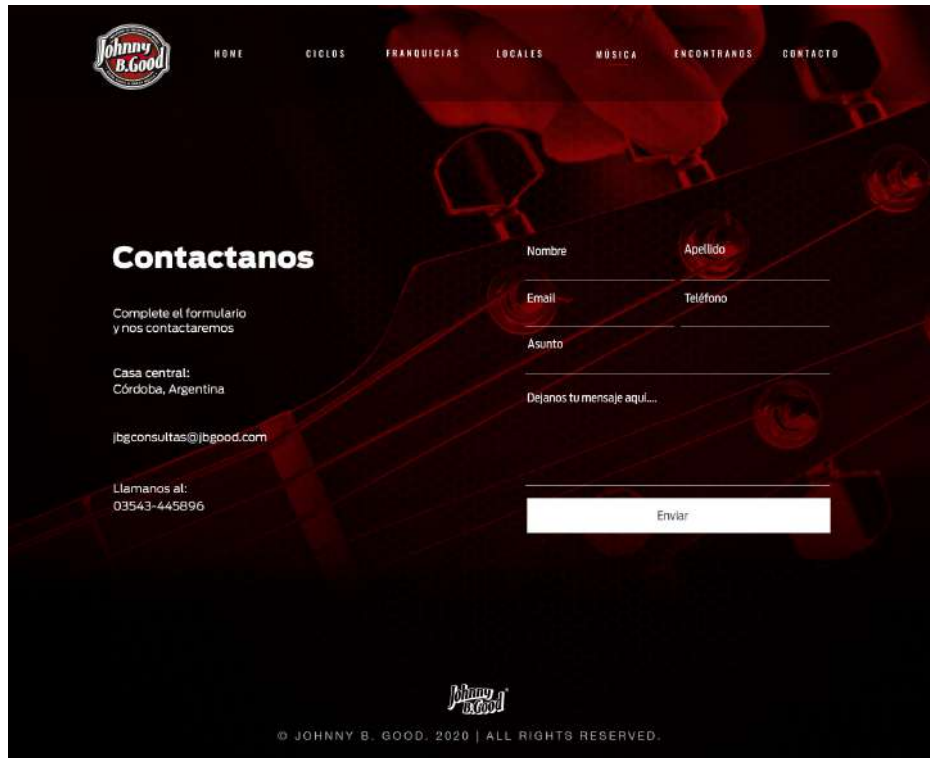 Johnny
B.Good
HOME
CICLOS
FRANQUICIAS
LOCALES
MÚSICA
ENCONTRANOS
CONTACTO
Contactanos
Complete el formulario
y nos contactaremos
Casa central:
Córdoba, Argentina
jbgconsultas@jbgood.com
Llamanos al:
03543-445896
Nombre
Apellido
Email
Teléfono
Asunto
Dejanos tu mensaje aquí....
Enviar
Johnny
B.Good
© JOHNNY B. GOOD. 2020 | ALL RIGHTS RESERVED.